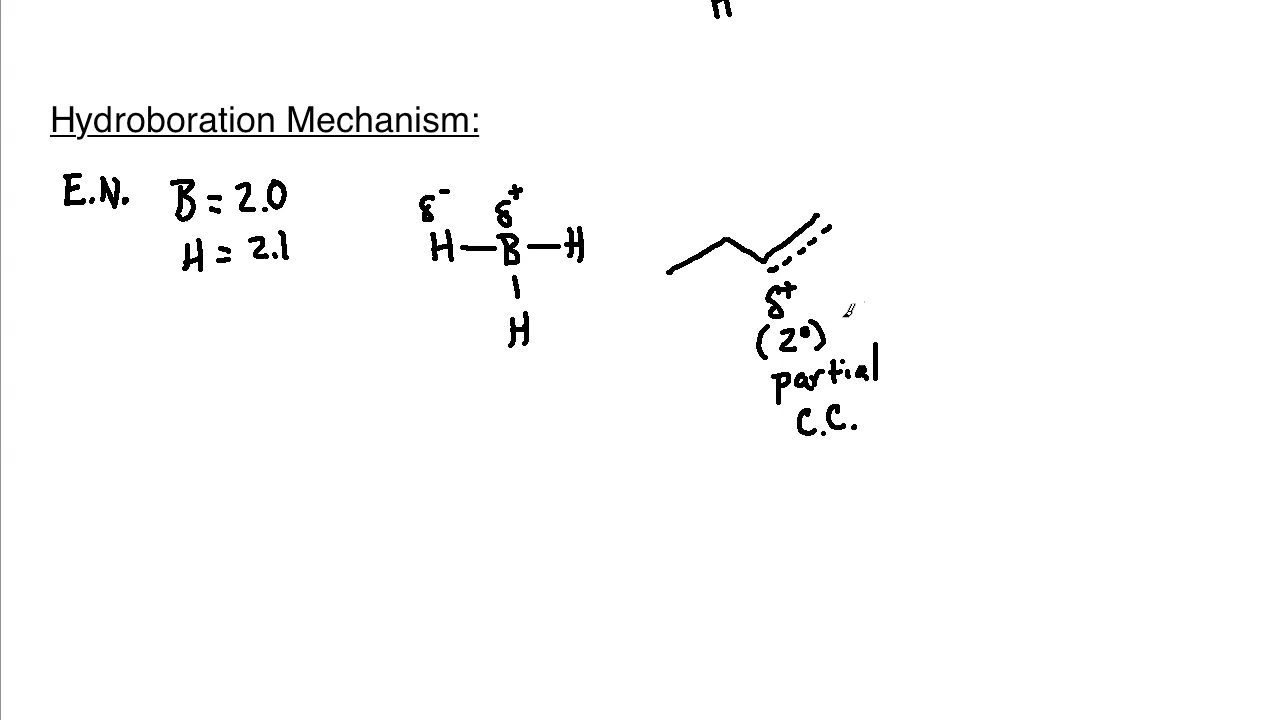 H
Hydroboration Mechanism:
E.N. B = 2.0
H = 2.1
δ⁻ δ⁺
H—B—H
H
δ⁺
(2°)
partial
C.C.